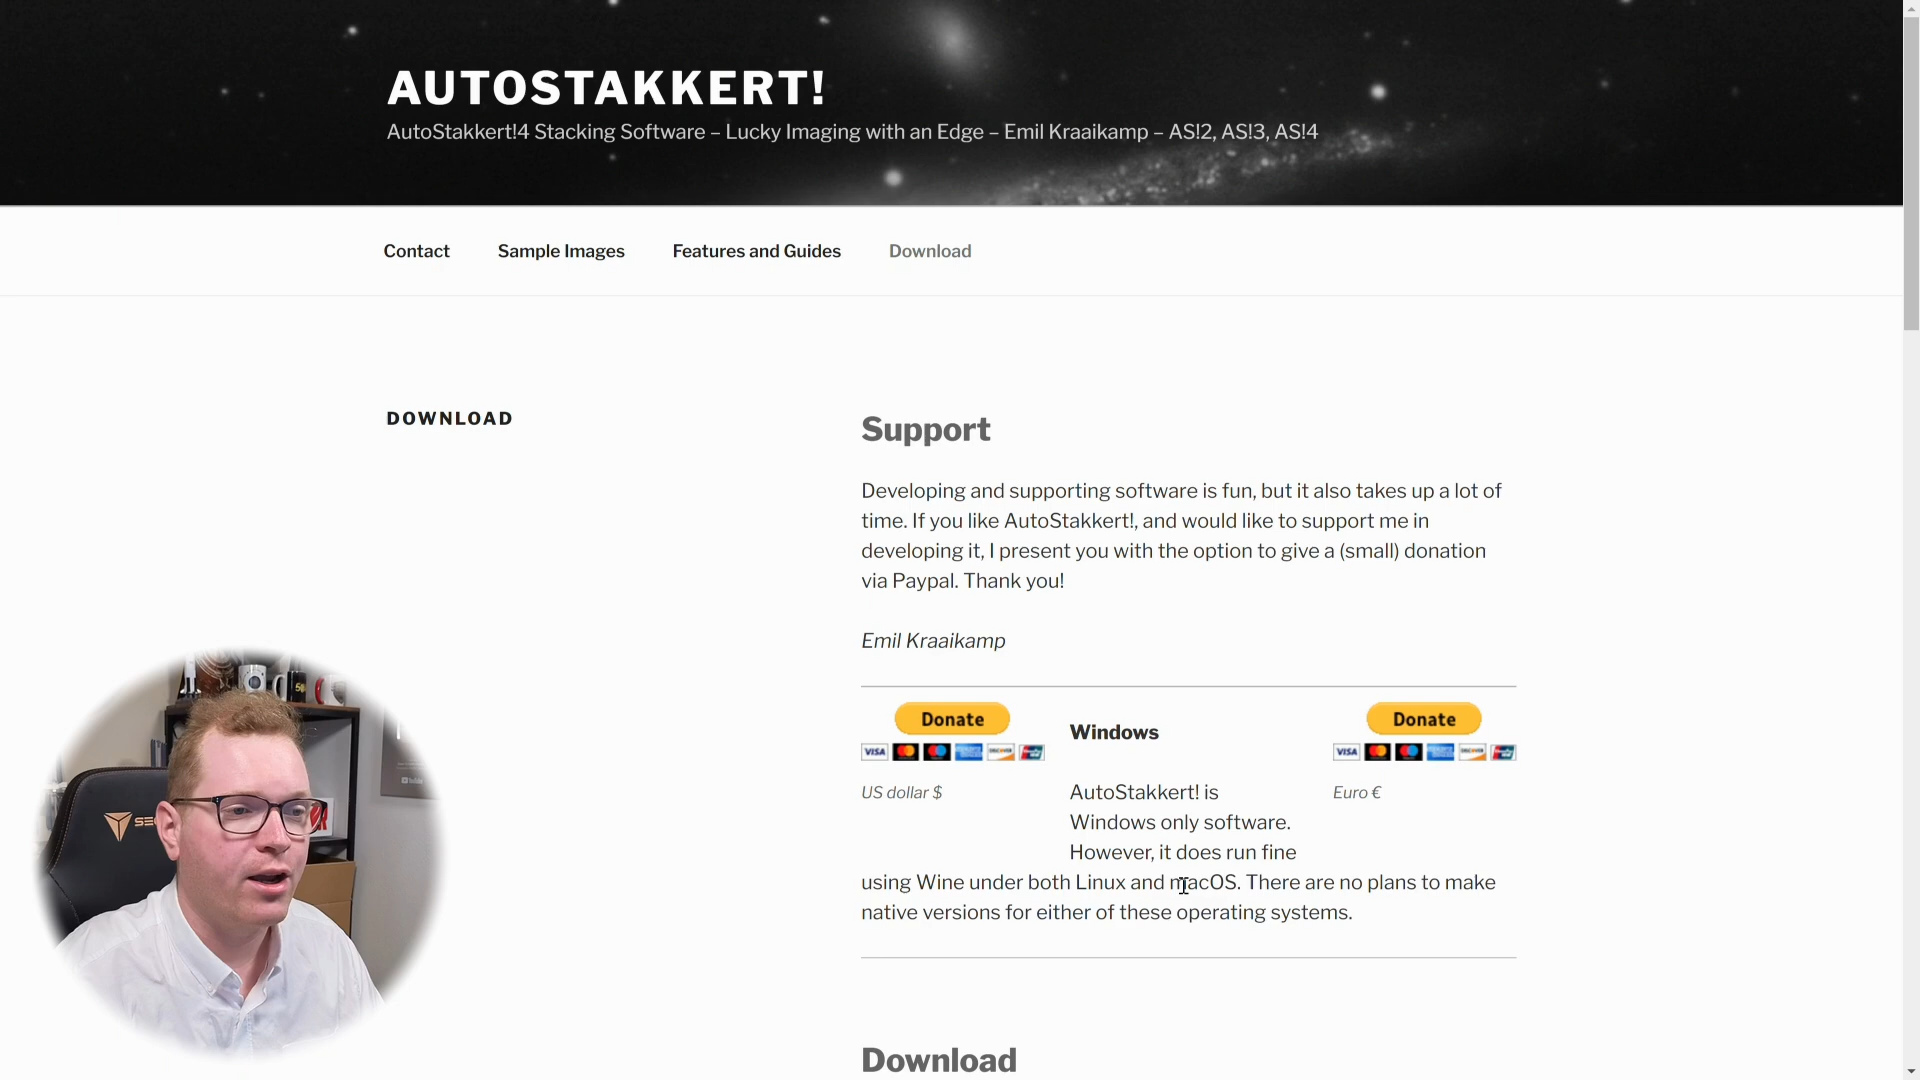 AUTOSTAKKERT!
AutoStakkert!4 Stacking Software – Lucky Imaging with an Edge – Emil Kraaikamp – AS!2, AS!3, AS!4
Contact
Sample Images
Features and Guides
Download
DOWNLOAD
Support
Developing and supporting software is fun, but it also takes up a lot of
time. If you like AutoStakkert!, and would like to support me in
developing it, I present you with the option to give a (small) donation
via Paypal. Thank you!
Emil Kraaikamp
Donate
VISA
DISCOVER
US dollar $
Windows
Donate
VISA
DISCOVER
Euro €
AutoStakkert! is
Windows only software.
However, it does run fine
using Wine under both Linux and macOS. There are no plans to make
native versions for either of these operating systems.
Download
SE